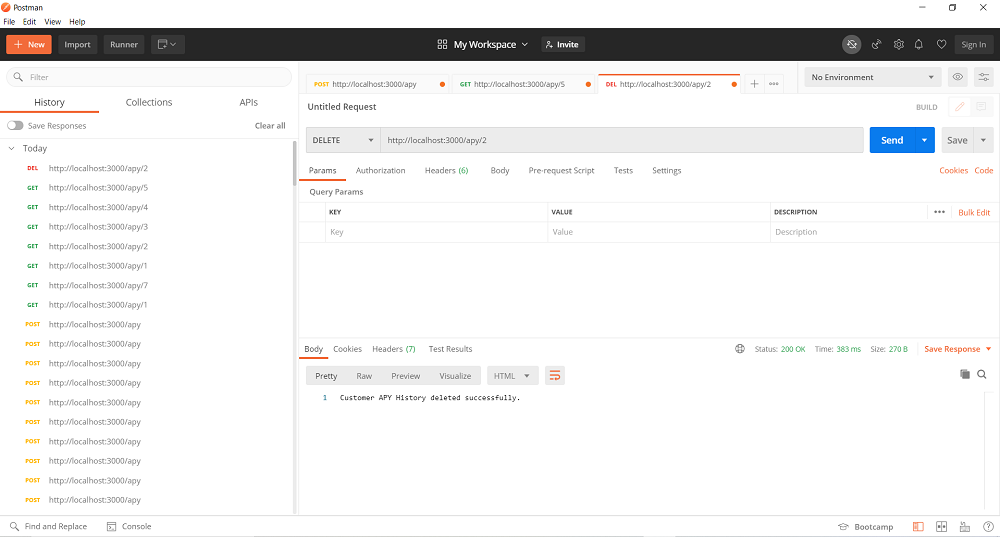 Postman
File Edit View Help
New Import Runner My Workspace Invite Sign In
Filter
History Collections APIs
Save Responses Clear all
Today
DEL http://localhost:3000/apy/2
GET http://localhost:3000/apy/5
GET http://localhost:3000/apy/4
GET http://localhost:3000/apy/3
GET http://localhost:3000/apy/2
GET http://localhost:3000/apy/1
GET http://localhost:3000/apy/7
GET http://localhost:3000/apy/1
POST http://localhost:3000/apy
POST http://localhost:3000/apy
POST http://localhost:3000/apy
POST http://localhost:3000/apy
POST http://localhost:3000/apy
POST http://localhost:3000/apy
POST http://localhost:3000/apy
POST http://localhost:3000/apy
POST http://localhost:3000/apy
POST http://localhost:3000/apy
POST http://localhost:3000/apy GET http://localhost:3000/apy/5 DEL http://localhost:3000/apy/2 No Environment
Untitled Request BUILD
DELETE http://localhost:3000/apy/2 Send Save
Params Authorization Headers (6) Body Pre-request Script Tests Settings Cookies Code
Query Params
KEY VALUE DESCRIPTION Bulk Edit
Key Value Description
Body Cookies Headers (7) Test Results Status: 200 OK Time: 383 ms Size: 270 B Save Response
Pretty Raw Preview Visualize HTML
1 Customer APY History deleted successfully.
Find and Replace Console Bootcamp